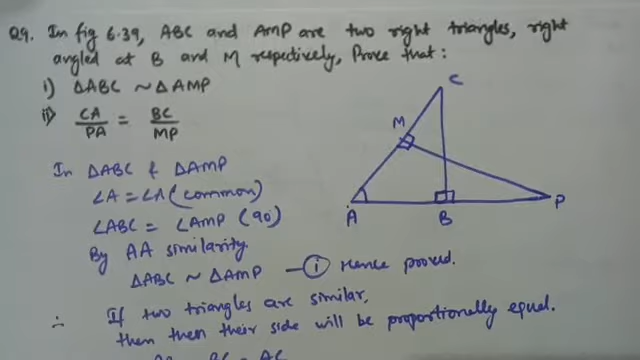 Q9. In fig 6.39, ABC and AMP are two right triangles, right
angled at B and M respectively, Prove that:
i) ΔABC ~ ΔAMP
ii) CA/PA = BC/MP
In ΔABC & ΔAMP
∠A = ∠A (common)
∠ABC = ∠AMP (90)
By AA similarity.
ΔABC ~ ΔAMP — (i) Hence proved.
∴ If two triangles are similar,
then then their side will be proportionally equal.
C
M
A
B
P